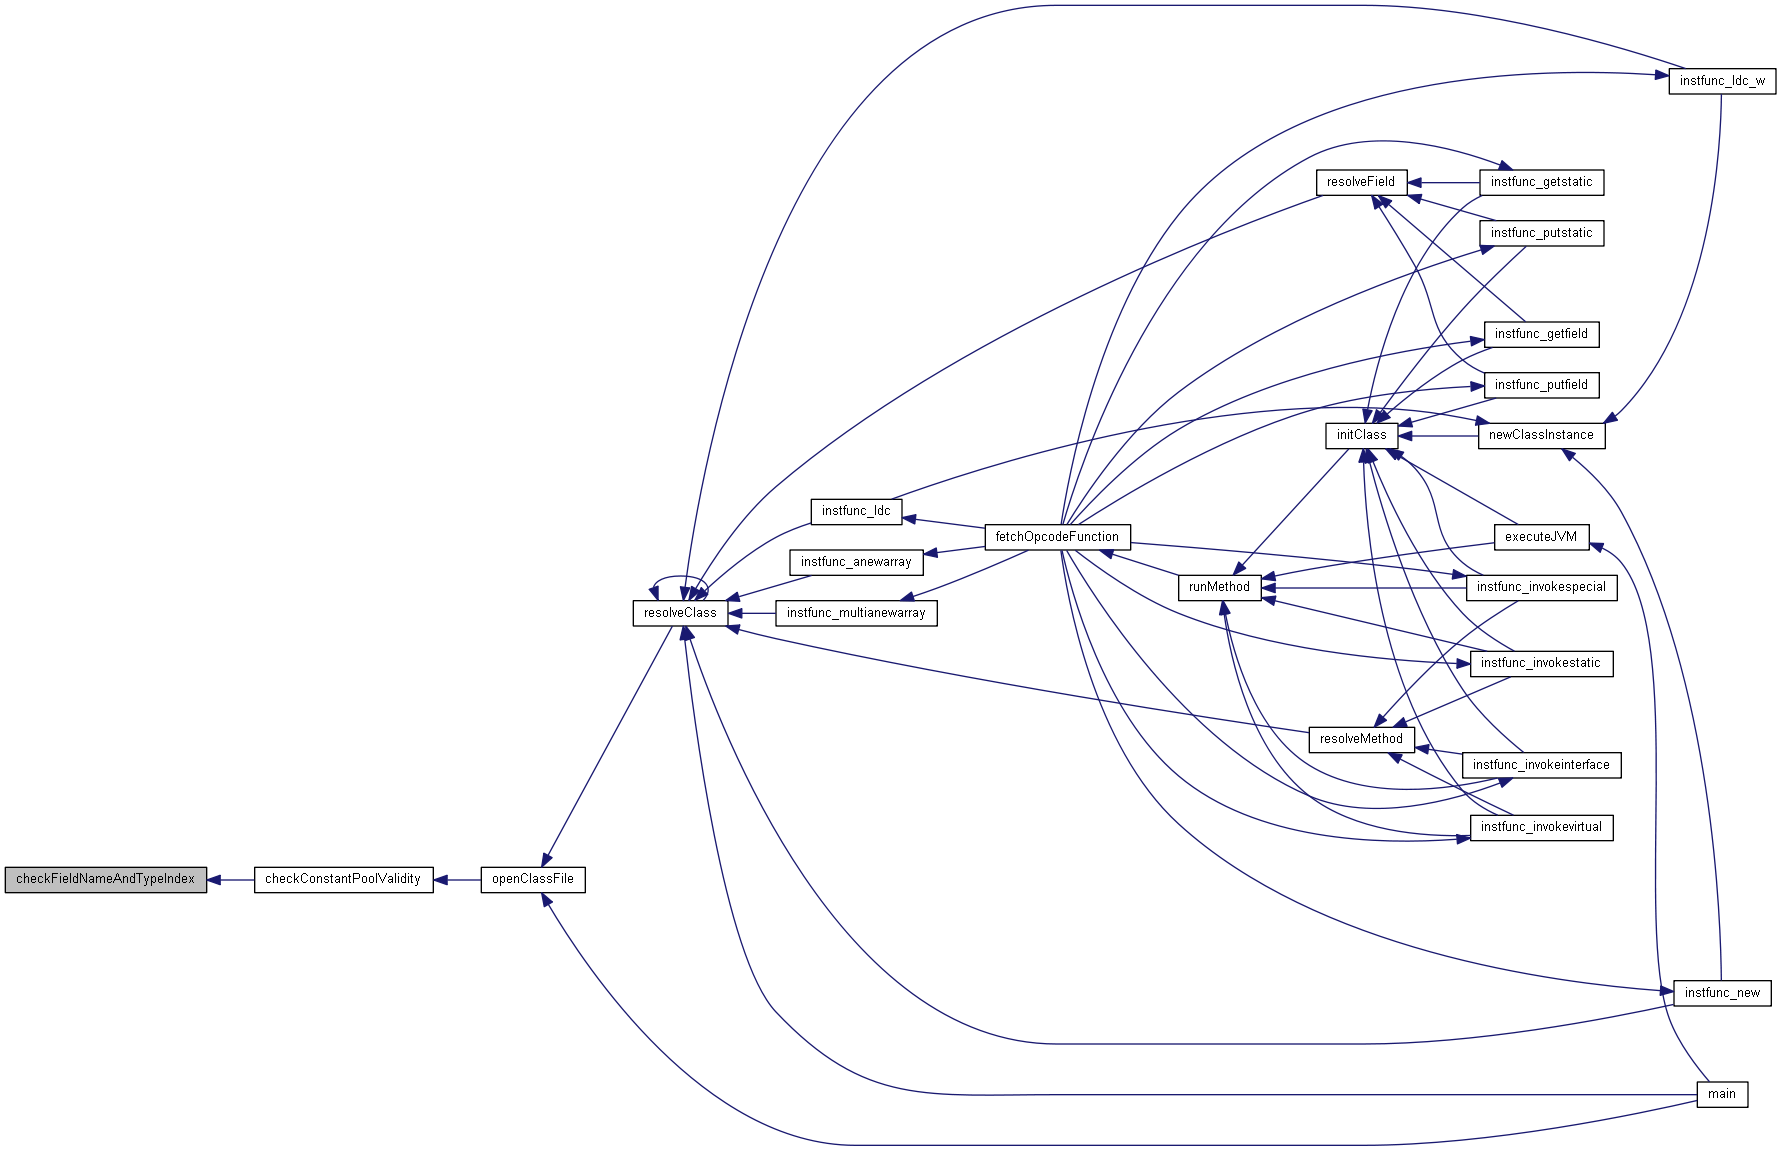 instfunc_ldc_w
resolveField
instfunc_getstatic
instfunc_putstatic
instfunc_getfield
instfunc_putfield
initClass
newClassInstance
instfunc_ldc
fetchOpcodeFunction
executeJVM
instfunc_anewarray
runMethod
instfunc_invokespecial
resolveClass
instfunc_multianewarray
instfunc_invokestatic
resolveMethod
instfunc_invokeinterface
instfunc_invokevirtual
checkFieldNameAndTypeIndex
checkConstantPoolValidity
openClassFile
instfunc_new
main